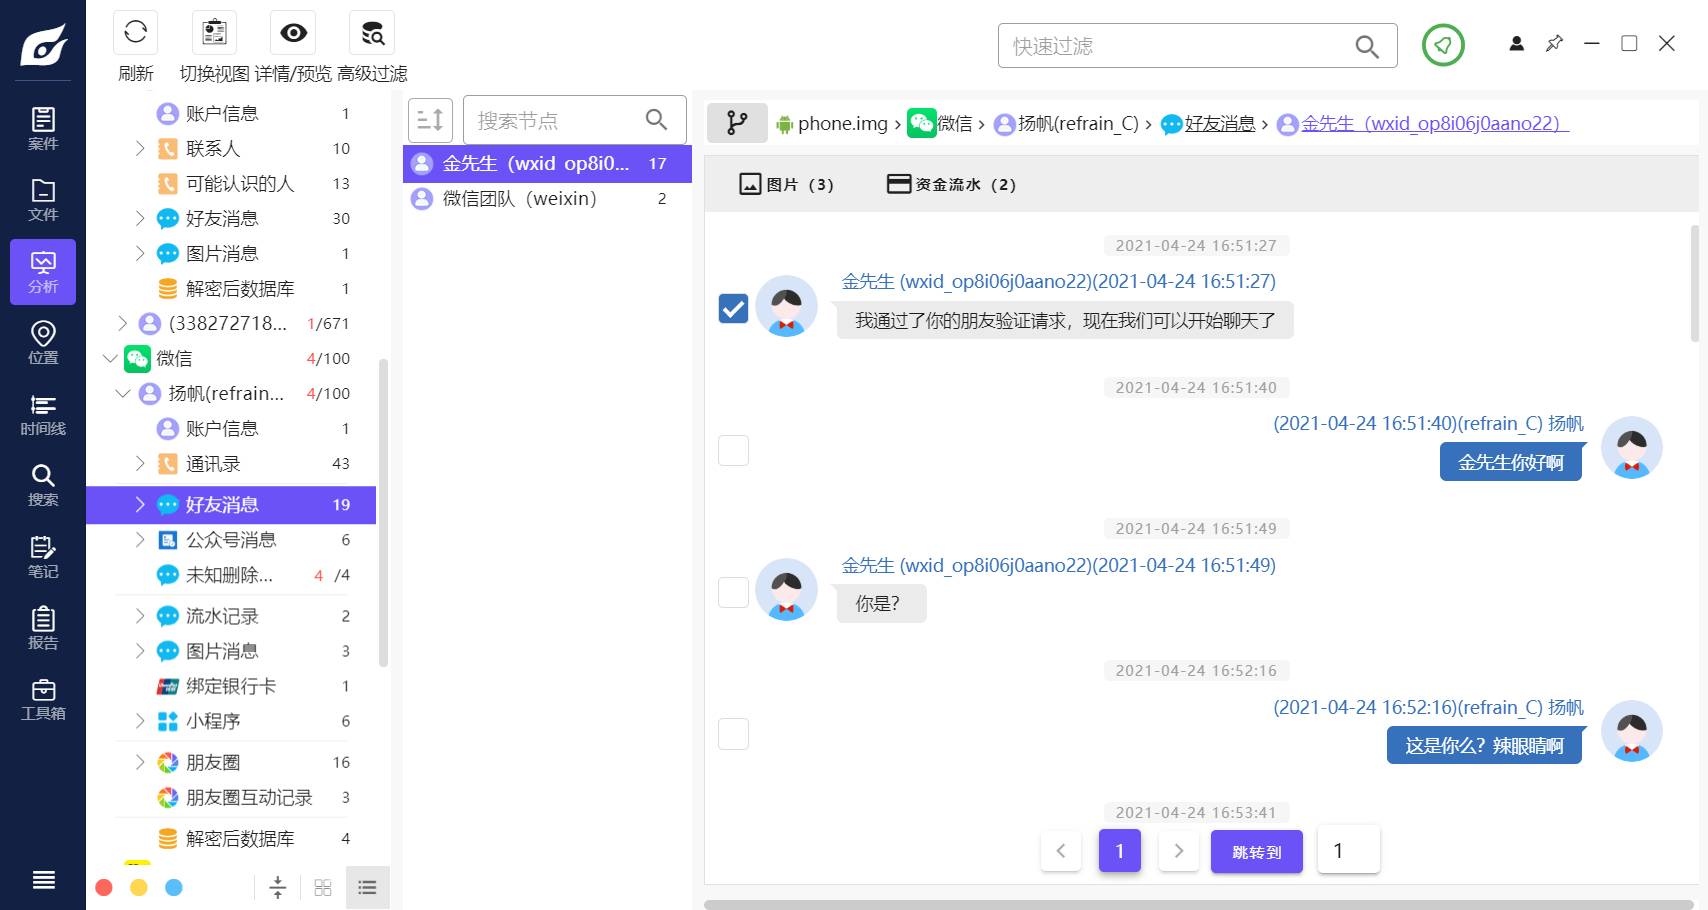 刷新
切换视图
详情/预览
高级过滤
快速过滤
案件
文件
分析
位置
时间线
搜索
笔记
报告
工具箱
账户信息 1
联系人 10
可能认识的人 13
好友消息 30
图片消息 1
解密后数据库 1
(338272718... 1/671
微信 4/100
扬帆(refrain... 4/100
账户信息 1
通讯录 43
好友消息 19
公众号消息 6
未知删除... 4 /4
流水记录 2
图片消息 3
绑定银行卡 1
小程序 6
朋友圈 16
朋友圈互动记录 3
解密后数据库 4
搜索节点
金先生（wxid_op8i0... 17
微信团队（weixin） 2
phone.img › 微信 › 扬帆(refrain_C) › 好友消息 › 金先生（wxid_op8i06j0aano22）
图片（3） 资金流水（2）
2021-04-24 16:51:27
金先生 (wxid_op8i06j0aano22)(2021-04-24 16:51:27)
我通过了你的朋友验证请求，现在我们可以开始聊天了
2021-04-24 16:51:40
(2021-04-24 16:51:40)(refrain_C) 扬帆
金先生你好啊
2021-04-24 16:51:49
金先生 (wxid_op8i06j0aano22)(2021-04-24 16:51:49)
你是？
2021-04-24 16:52:16
(2021-04-24 16:52:16)(refrain_C) 扬帆
这是你么？辣眼睛啊
2021-04-24 16:53:41
1 跳转到 1